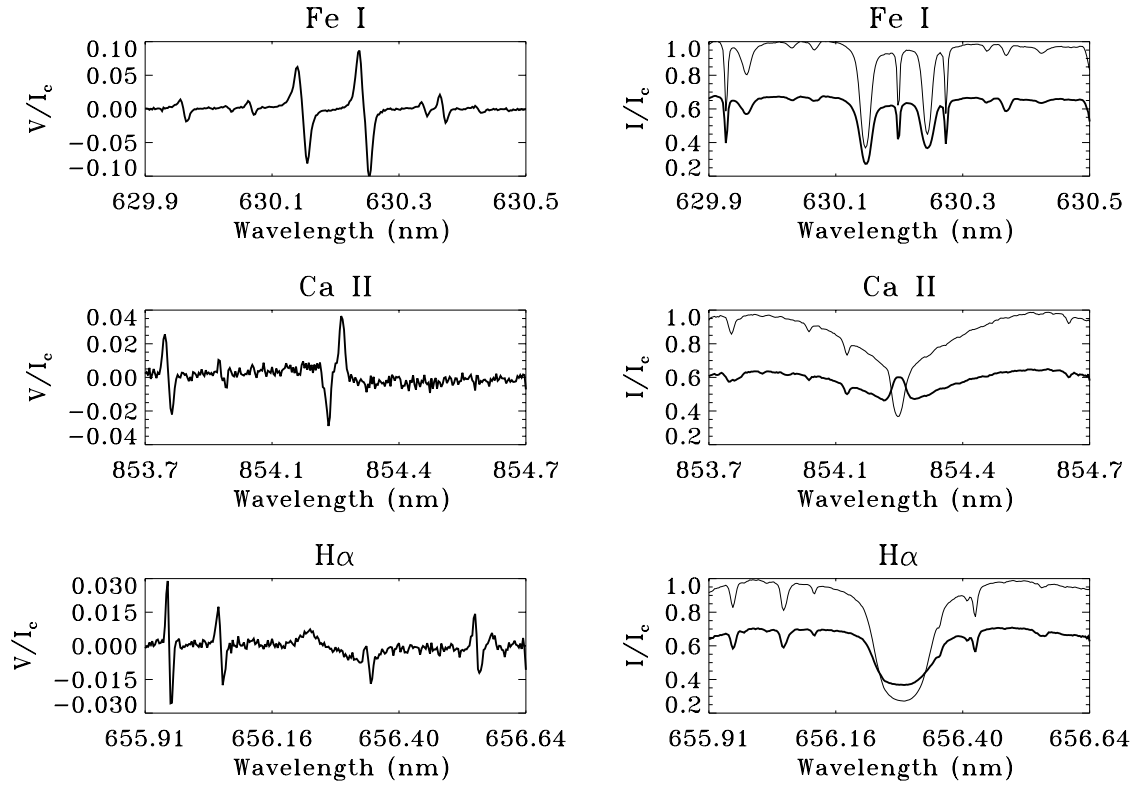 Fe I
V/Ic
0.10
0.05
0.00
−0.05
−0.10
629.9 630.1 630.3 630.5
Wavelength (nm)
Fe I
I/Ic
1.0
0.8
0.6
0.4
0.2
629.9 630.1 630.3 630.5
Wavelength (nm)
Ca II
V/Ic
0.04
0.02
0.00
−0.02
−0.04
853.7 854.1 854.4 854.7
Wavelength (nm)
Ca II
I/Ic
1.0
0.8
0.6
0.4
0.2
853.7 854.1 854.4 854.7
Wavelength (nm)
Hα
V/Ic
0.030
0.015
0.000
−0.015
−0.030
655.91 656.16 656.40 656.64
Wavelength (nm)
Hα
I/Ic
1.0
0.8
0.6
0.4
0.2
655.91 656.16 656.40 656.64
Wavelength (nm)